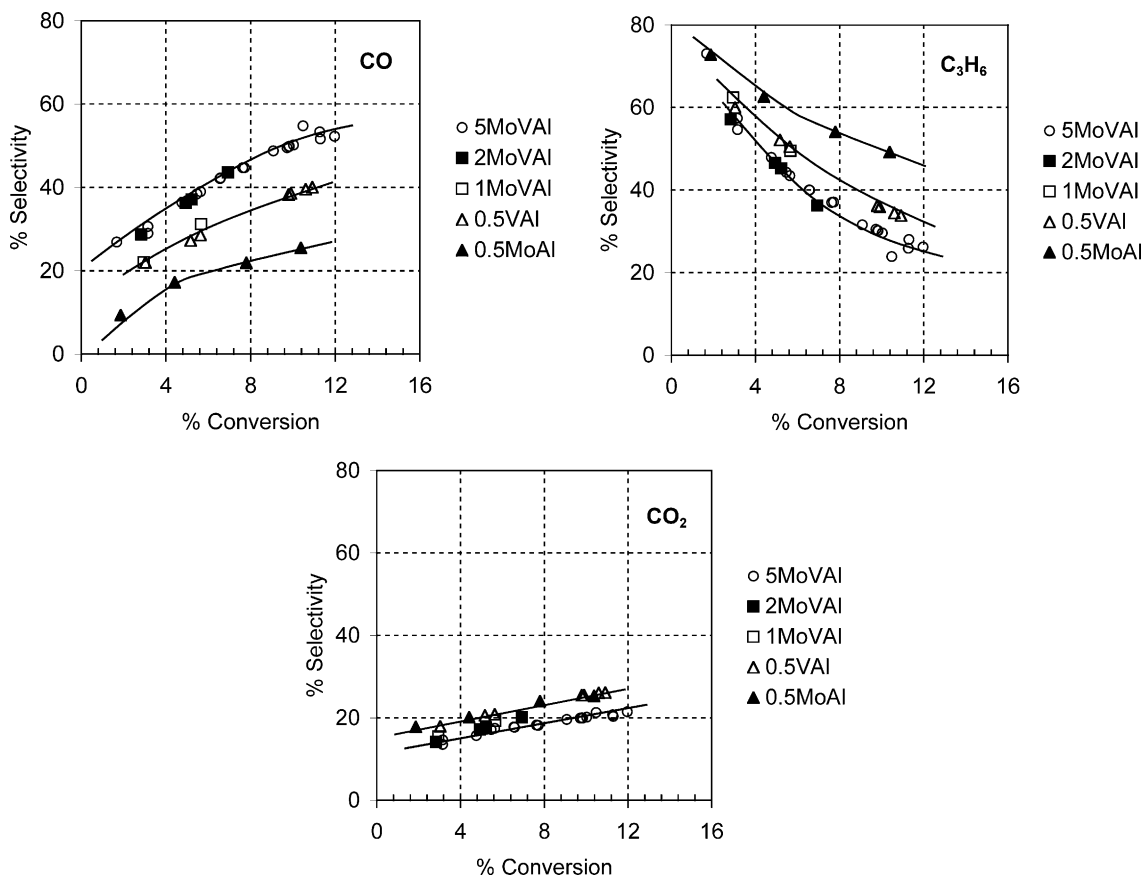 80
60
40
20
0
% Selectivity
CO
0 4 8 12 16
% Conversion
5MoVAl
2MoVAl
1MoVAl
0.5VAl
0.5MoAl
80
60
40
20
0
% Selectivity
C₃H₆
0 4 8 12 16
% Conversion
5MoVAl
2MoVAl
1MoVAl
0.5VAl
0.5MoAl
80
60
40
20
0
% Selectivity
CO₂
0 4 8 12 16
% Conversion
5MoVAl
2MoVAl
1MoVAl
0.5VAl
0.5MoAl